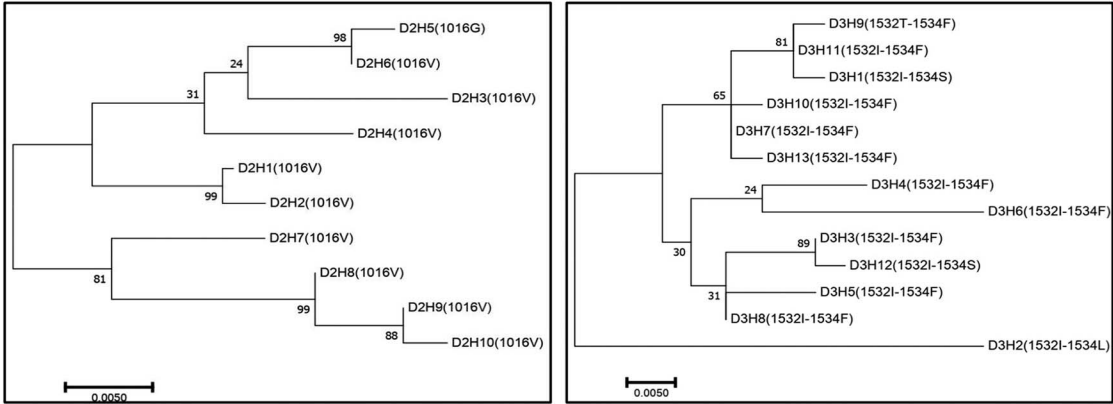 D2H5(1016G)
98
D2H6(1016V)
24
D2H3(1016V)
31
D2H4(1016V)
D2H1(1016V)
99
D2H2(1016V)
D2H7(1016V)
81
D2H8(1016V)
99
D2H9(1016V)
88
D2H10(1016V)
0.0050
D3H9(1532T-1534F)
81
D3H11(1532I-1534F)
D3H1(1532I-1534S)
65
D3H10(1532I-1534F)
D3H7(1532I-1534F)
D3H13(1532I-1534F)
D3H4(1532I-1534F)
24
D3H6(1532I-1534F)
30
D3H3(1532I-1534F)
89
D3H12(1532I-1534S)
D3H5(1532I-1534F)
31
D3H8(1532I-1534F)
D3H2(1532I-1534L)
0.0050